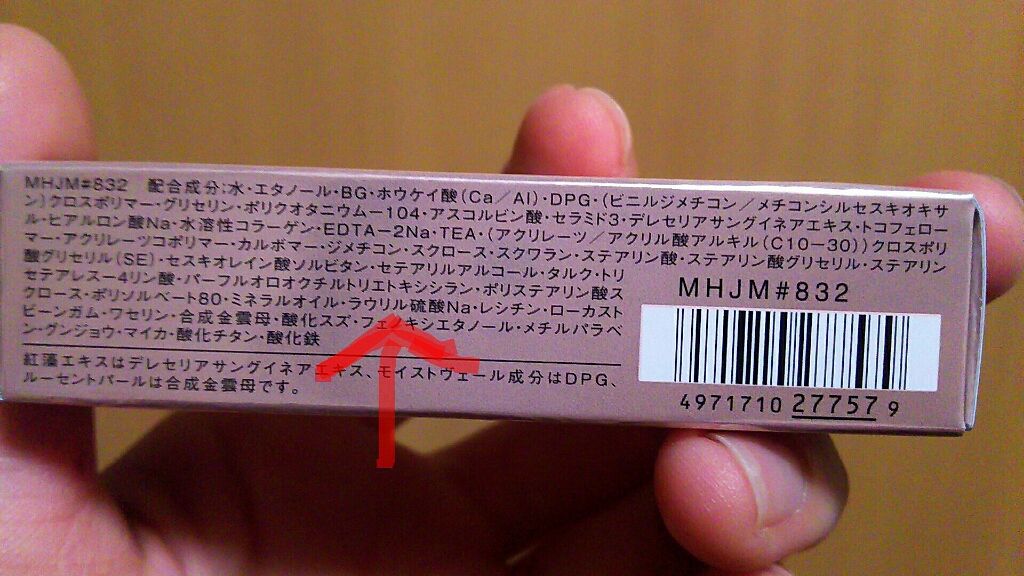 MHJM#832 配合成分:水・エタノール・BG・ホウケイ酸(Ca/Al)・DPG・(ビニルジメチコン/メチコンシルセスキオキサ
ン)クロスポリマー・グリセリン・ポリクオタニウム-104・アスコルビン酸・セラミド3・デレセリアサングイネアエキス・トコフェロー
ル・ヒアルロン酸Na・水溶性コラーゲン・EDTA-2Na・TEA・(アクリレーツ/アクリル酸アルキル(C10-30))クロスポリ
マー・アクリレーツコポリマー・カルボマー・ジメチコン・スクロース・スクワラン・ステアリン酸・ステアリン酸グリセリル・ステアリン
酸グリセリル(SE)・セスキオレイン酸ソルビタン・セテアリルアルコール・タルク・トリ
セテアレス-4リン酸・パーフルオロオクチルトリエトキシシラン・ポリステアリン酸ス
クロース・ポリソルベート80・ミネラルオイル・ラウリル硫酸Na・レシチン・ローカスト
ビーンガム・ワセリン・合成金雲母・酸化スズ・フェノキシエタノール・メチルパラベ
ン・グンジョウ・マイカ・酸化チタン・酸化鉄
紅藻エキスはデレセリアサングイネアエキス、モイストヴェール成分はDPG、
ルーセントパールは合成金雲母です。
MHJM#832
4971710 277579